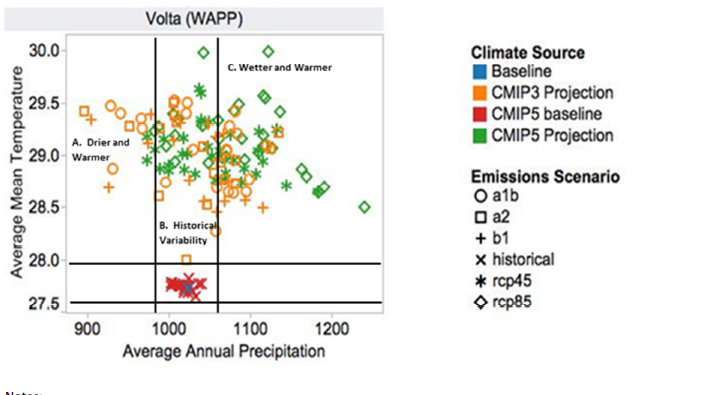 Volta (WAPP)
30.0
29.5
29.0
28.5
28.0
27.5
Average Mean Temperature
C. Wetter and Warmer
A. Drier and
Warmer
B. Historical
Variability
900
1000
1100
1200
Average Annual Precipitation
Climate Source
Baseline
CMIP3 Projection
CMIP5 baseline
CMIP5 Projection
Emissions Scenario
a1b
a2
b1
historical
rcp45
rcp85